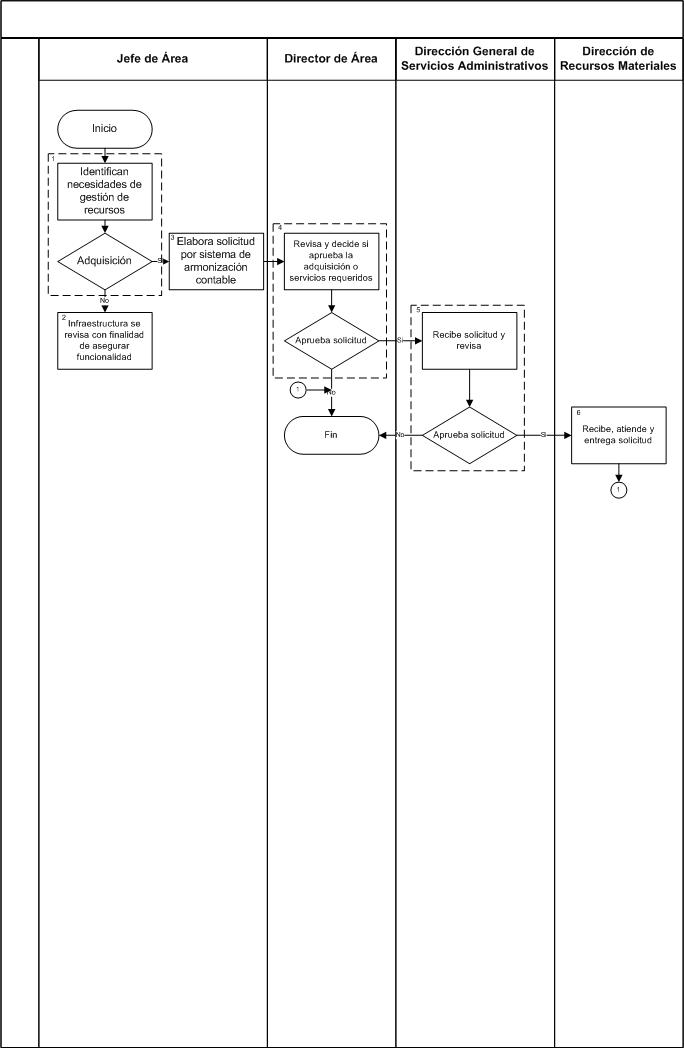 Jefe de Área
Director de Área
Dirección General de
Servicios Administrativos
Dirección de
Recursos Materiales
Inicio
1
Identifican
necesidades de
gestión de
recursos
Adquisición
Si
No
2
Infraestructura se
revisa con finalidad
de asegurar
funcionalidad
3
Elabora solicitud
por sistema de
armonización
contable
4
Revisa y decide si
aprueba la
adquisición o
servicios requeridos
Aprueba solicitud
Si
No
1
Fin
5
Recibe solicitud y
revisa
Aprueba solicitud
No
Si
6
Recibe, atiende y
entrega solicitud
1